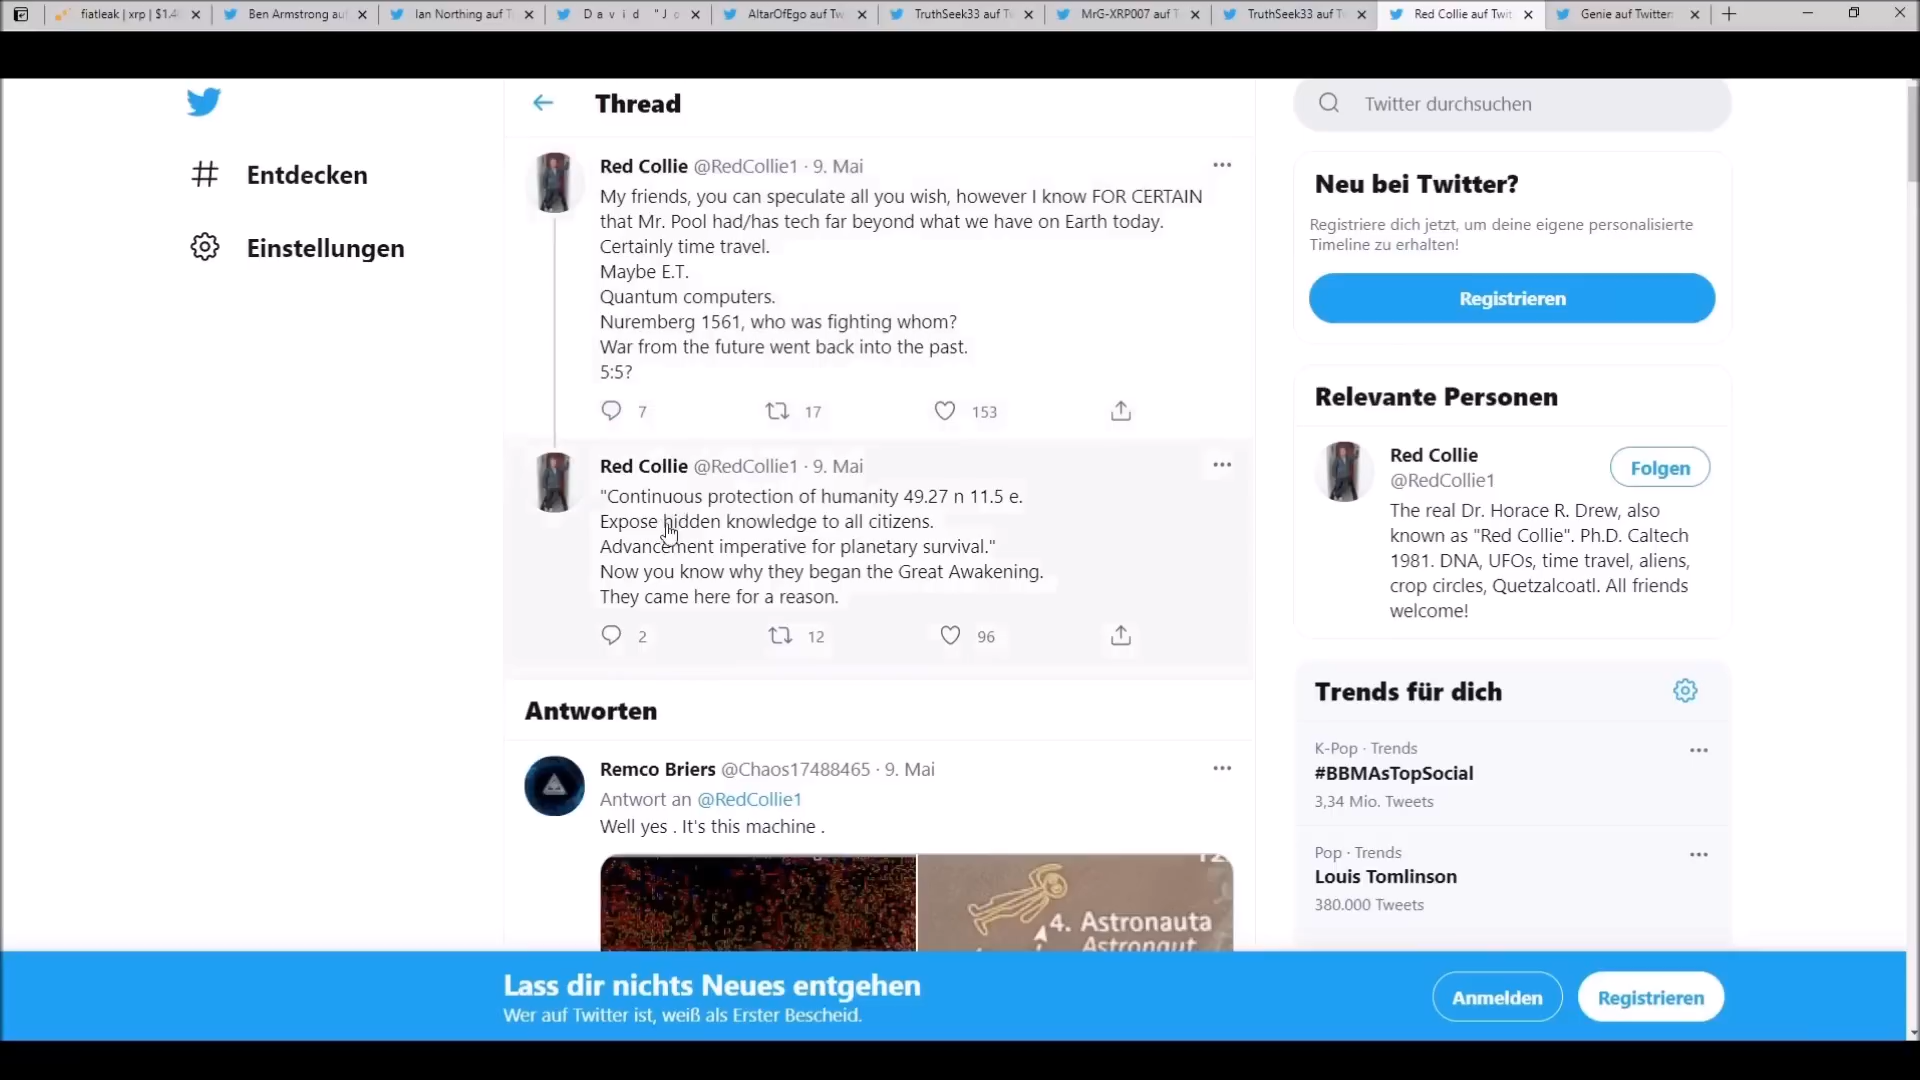 fiatleak | xrp | $1.4
Ben Armstrong au
Ian Northing auf T
D a v i d "J
AltarOfEgo auf Tw
TruthSeek33 auf Tw
MrG-XRP007 auf T
TruthSeek33 auf Tw
Red Collie auf Twit
Genie auf Twitter:
Thread
Twitter durchsuchen
Entdecken
Einstellungen
Red Collie @RedCollie1 · 9. Mai
My friends, you can speculate all you wish, however I know FOR CERTAIN
that Mr. Pool had/has tech far beyond what we have on Earth today.
Certainly time travel.
Maybe E.T.
Quantum computers.
Nuremberg 1561, who was fighting whom?
War from the future went back into the past.
5:5?
7 17 153
Red Collie @RedCollie1 · 9. Mai
"Continuous protection of humanity 49.27 n 11.5 e.
Expose hidden knowledge to all citizens.
Advancement imperative for planetary survival."
Now you know why they began the Great Awakening.
They came here for a reason.
2 12 96
Antworten
Remco Briers @Chaos17488465 · 9. Mai
Antwort an @RedCollie1
Well yes . It's this machine .
4. Astronauta
Astronaut
Neu bei Twitter?
Registriere dich jetzt, um deine eigene personalisierte
Timeline zu erhalten!
Registrieren
Relevante Personen
Red Collie
@RedCollie1
Folgen
The real Dr. Horace R. Drew, also
known as "Red Collie". Ph.D. Caltech
1981. DNA, UFOs, time travel, aliens,
crop circles, Quetzalcoatl. All friends
welcome!
Trends für dich
K-Pop · Trends
#BBMAsTopSocial
3,34 Mio. Tweets
Pop · Trends
Louis Tomlinson
380.000 Tweets
Lass dir nichts Neues entgehen
Wer auf Twitter ist, weiß als Erster Bescheid.
Anmelden
Registrieren